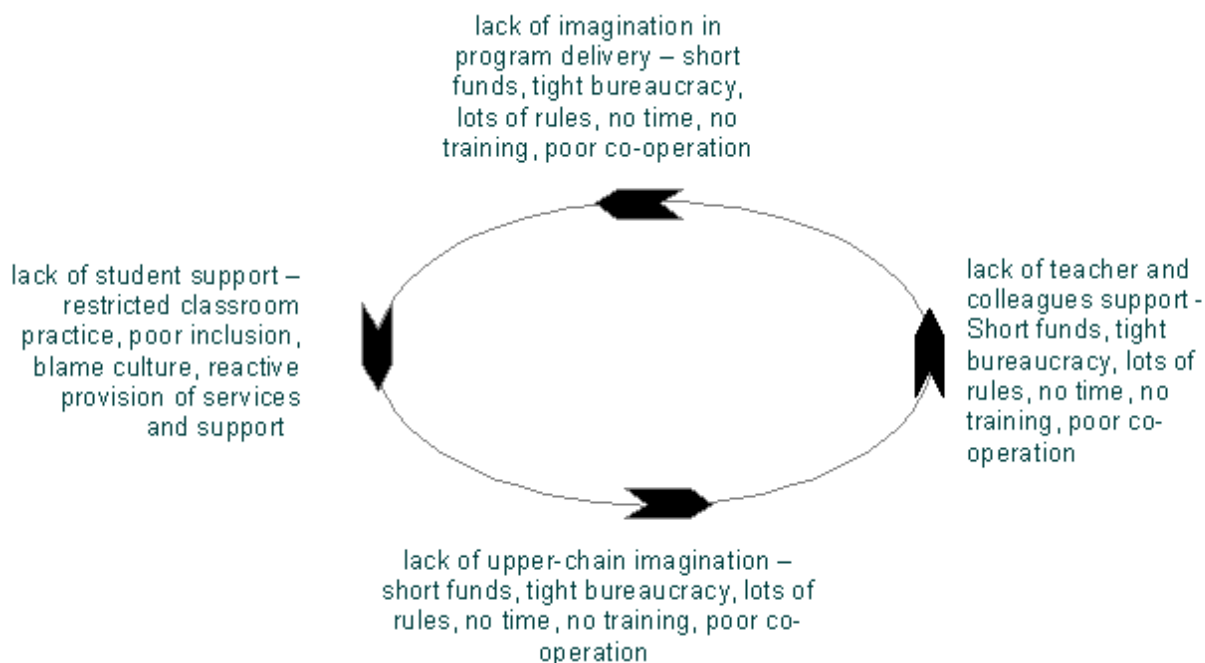 lack of imagination in
program delivery – short
funds, tight bureaucracy,
lots of rules, no time, no
training, poor co-operation
lack of student support –
restricted classroom
practice, poor inclusion,
blame culture, reactive
provision of services
and support
lack of teacher and
colleagues support -
Short funds, tight
bureaucracy, lots of
rules, no time, no
training, poor co-
operation
lack of upper-chain imagination –
short funds, tight bureaucracy, lots of
rules, no time, no training, poor co-
operation